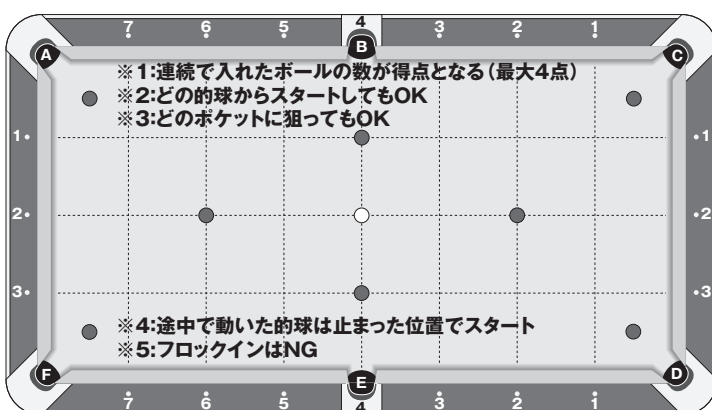 7 6 5 4 3 2 1
A B C
※1:連続で入れたボールの数が得点となる（最大4点）
※2:どの的球からスタートしてもOK
※3:どのポケットに狙ってもOK
1 1
2 2
3 3
※4:途中で動いた的球は止まった位置でスタート
※5:フロックインはNG
F E D
7 6 5 4 3 2 1